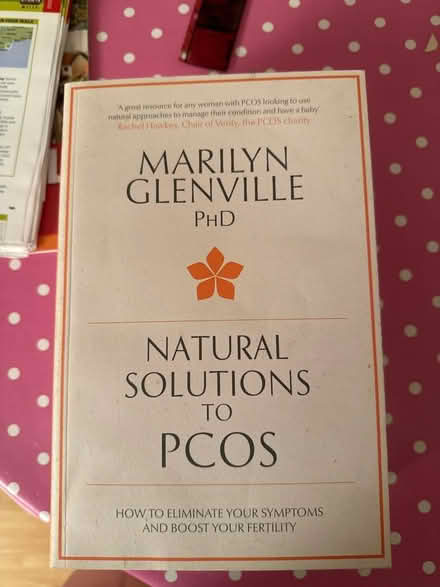 'A great resource for any woman with PCOS looking to use
natural approaches to manage their condition and have a baby'
Rachel Hawkes, Chair of Verity, the PCOS charity
MARILYN
GLENVILLE
PHD
NATURAL
SOLUTIONS
TO
PCOS
HOW TO ELIMINATE YOUR SYMPTOMS
AND BOOST YOUR FERTILITY